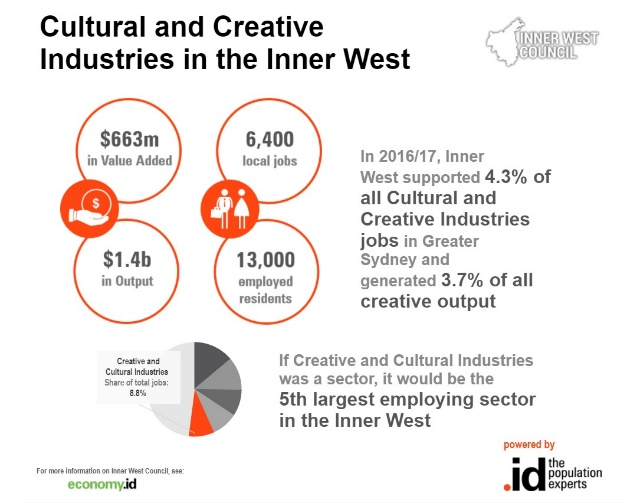 Cultural and Creative
Industries in the Inner West
INNER WEST
COUNCIL
$663m
in Value Added
6,400
local jobs
$
$1.4b
in Output
13,000
employed
residents
In 2016/17, Inner
West supported 4.3% of
all Cultural and
Creative Industries
jobs in Greater
Sydney and
generated 3.7% of all
creative output
Creative and
Cultural Industries
Share of total jobs:
8.8%
If Creative and Cultural Industries
was a sector, it would be the
5th largest employing sector
in the Inner West
For more information on Inner West Council, see:
economy.id
powered by
.id the
population
experts